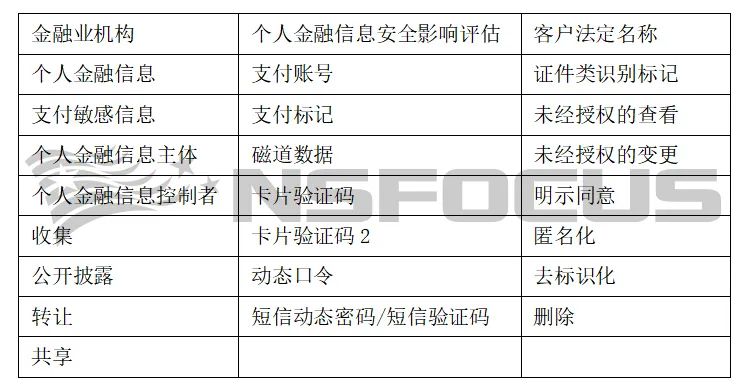 金融业机构 个人金融信息安全影响评估 客户法定名称
个人金融信息 支付账号 证件类识别标记
支付敏感信息 支付标记 未经授权的查看
个人金融信息主体 磁道数据 未经授权的变更
个人金融信息控制者 卡片验证码 明示同意
收集 卡片验证码 2 匿名化
公开披露 动态口令 去标识化
转让 短信动态密码/短信验证码 删除
共享
NSFOCUS